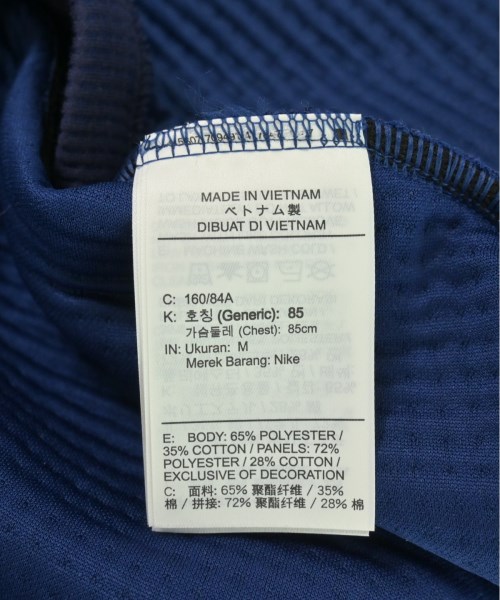 MADE IN VIETNAM
ベトナム製
DIBUAT DI VIETNAM
C: 160/84A
K: 호칭 (Generic): 85
가슴둘레 (Chest): 85cm
IN: Ukuran: M
Merek Barang: Nike
E: BODY: 65% POLYESTER /
35% COTTON / PANELS: 72%
POLYESTER / 28% COTTON /
EXCLUSIVE OF DECORATION
C: 面料: 65% 聚酯纤维 / 35%
棉 / 拼接: 72% 聚酯纤维 / 28% 棉